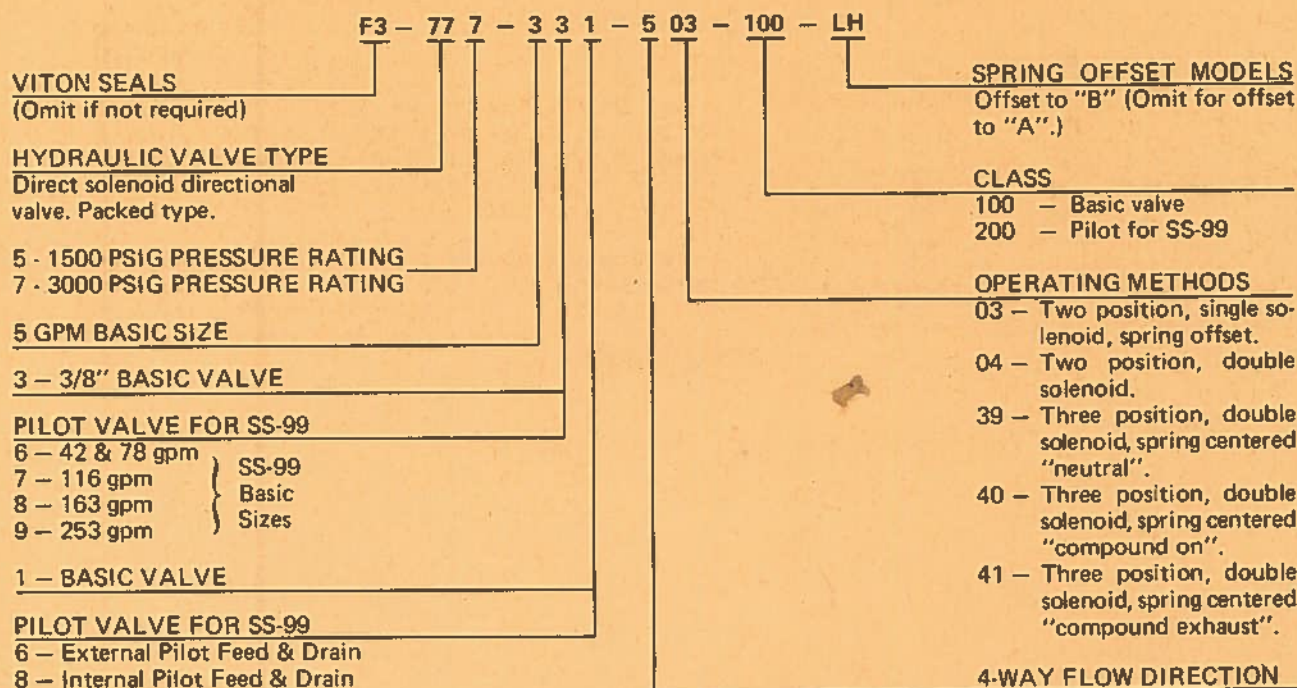 F3 – 77 7 – 3 3 1 – 5 03 – 100 – LH
VITON SEALS
(Omit if not required)
HYDRAULIC VALVE TYPE
Direct solenoid directional
valve. Packed type.
5 - 1500 PSIG PRESSURE RATING
7 - 3000 PSIG PRESSURE RATING
5 GPM BASIC SIZE
3 – 3/8" BASIC VALVE
PILOT VALVE FOR SS-99
6 – 42 & 78 gpm
7 – 116 gpm
8 – 163 gpm
9 – 253 gpm
SS-99
Basic
Sizes
1 – BASIC VALVE
PILOT VALVE FOR SS-99
6 – External Pilot Feed & Drain
8 – Internal Pilot Feed & Drain
SPRING OFFSET MODELS
Offset to "B" (Omit for offset
to "A".)
CLASS
100 – Basic valve
200 – Pilot for SS-99
OPERATING METHODS
03 – Two position, single so-
lenoid, spring offset.
04 – Two position, double
solenoid.
39 – Three position, double
solenoid, spring centered
"neutral".
40 – Three position, double
solenoid, spring centered
"compound on".
41 – Three position, double
solenoid, spring centered
"compound exhaust".
4-WAY FLOW DIRECTION